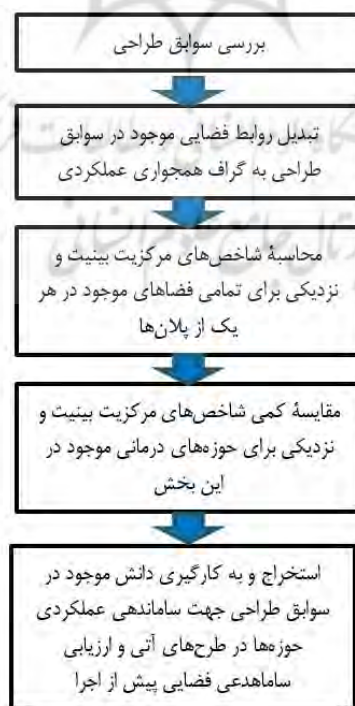 بررسی سوابق طراحی
تبدیل روابط فضایی موجود در سوابق
طراحی به گراف همجواری عملکردی
محاسبهٔ شاخص‌های مرکزیت بینیت و
نزدیکی برای تمامی فضاهای موجود در هر
یک از پلان‌ها
مقایسهٔ کمی شاخص‌های مرکزیت بینیت و
نزدیکی برای حوزه‌های درمانی موجود در
این بخش
استخراج و به کارگیری دانش موجود در
سوابق طراحی جهت ساماندهی عملکردی
حوزه‌ها در طرح‌های آتی و ارزیابی
ساماهدعی فضایی پیش از اجرا